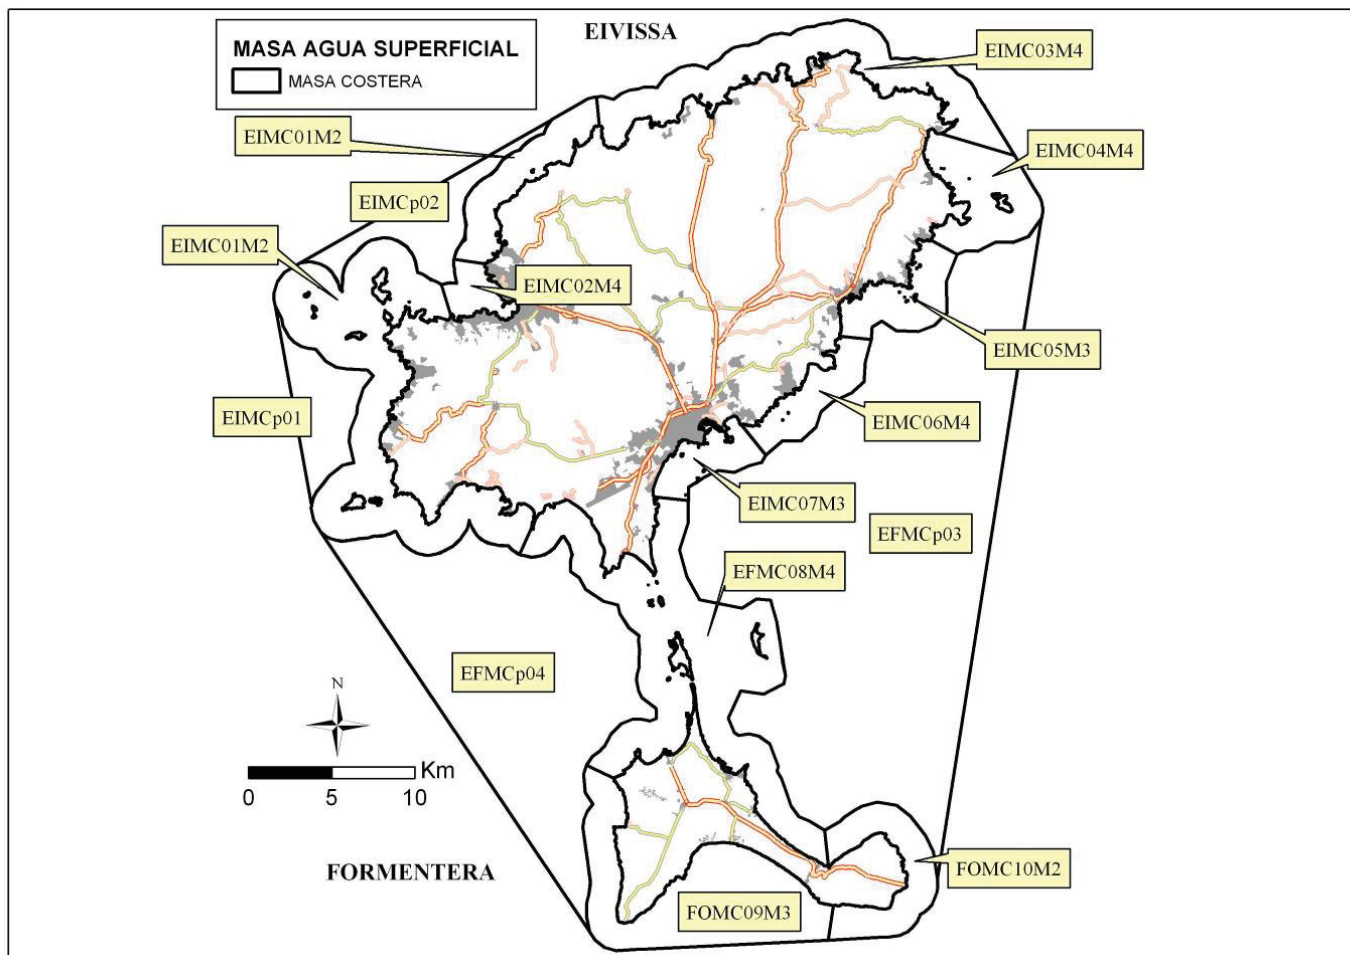 EIVISSA
MASA AGUA SUPERFICIAL
MASA COSTERA
EIMC03M4
EIMC01M2
EIMC04M4
EIMCp02
EIMC01M2
EIMC02M4
EIMC05M3
EIMCp01
EIMC06M4
EIMC07M3
EFMCp03
EFMC08M4
EFMCp04
N
Km
0 5 10
FORMENTERA
FOMC10M2
FOMC09M3